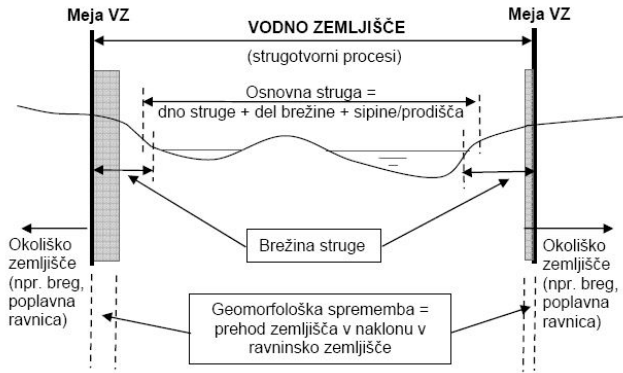 Meja VZ
Meja VZ
VODNO ZEMLJIŠČE
(strugotvorni procesi)
Osnovna struga =
dno struge + del brežine + sipine/prodišča
Okoliško
zemljišče
(npr. breg,
poplavna
ravnica)
Brežina struge
Okoliško
zemljišče
(npr. breg,
poplavna
ravnica)
Geomorfološka sprememba =
prehod zemljišča v naklonu v
ravninsko zemljišče